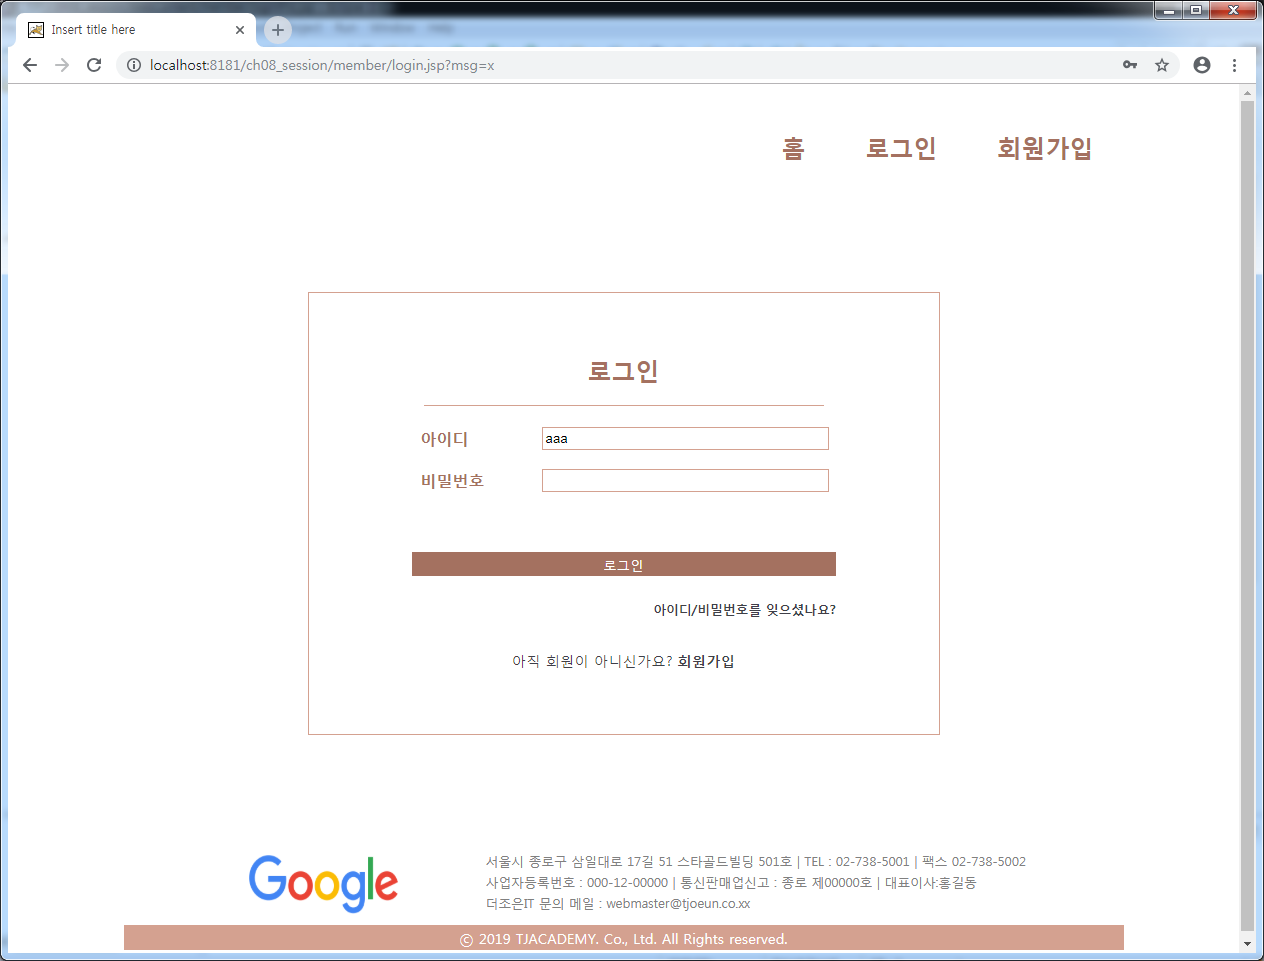 Insert title here
localhost:8181/ch08_session/member/login.jsp?msg=x
홈 로그인 회원가입
로그인
아이디 aaa
비밀번호
로그인
아이디/비밀번호를 잊으셨나요?
아직 회원이 아니신가요? 회원가입
Google
서울시 종로구 삼일대로 17길 51 스타골드빌딩 501호 | TEL : 02-738-5001 | 팩스 02-738-5002
사업자등록번호 : 000-12-00000 | 통신판매업신고 : 종로 제00000호 | 대표이사:홍길동
더조은IT 문의 메일 : webmaster@tjoeun.co.xx
ⓒ 2019 TJACADEMY. Co., Ltd. All Rights reserved.